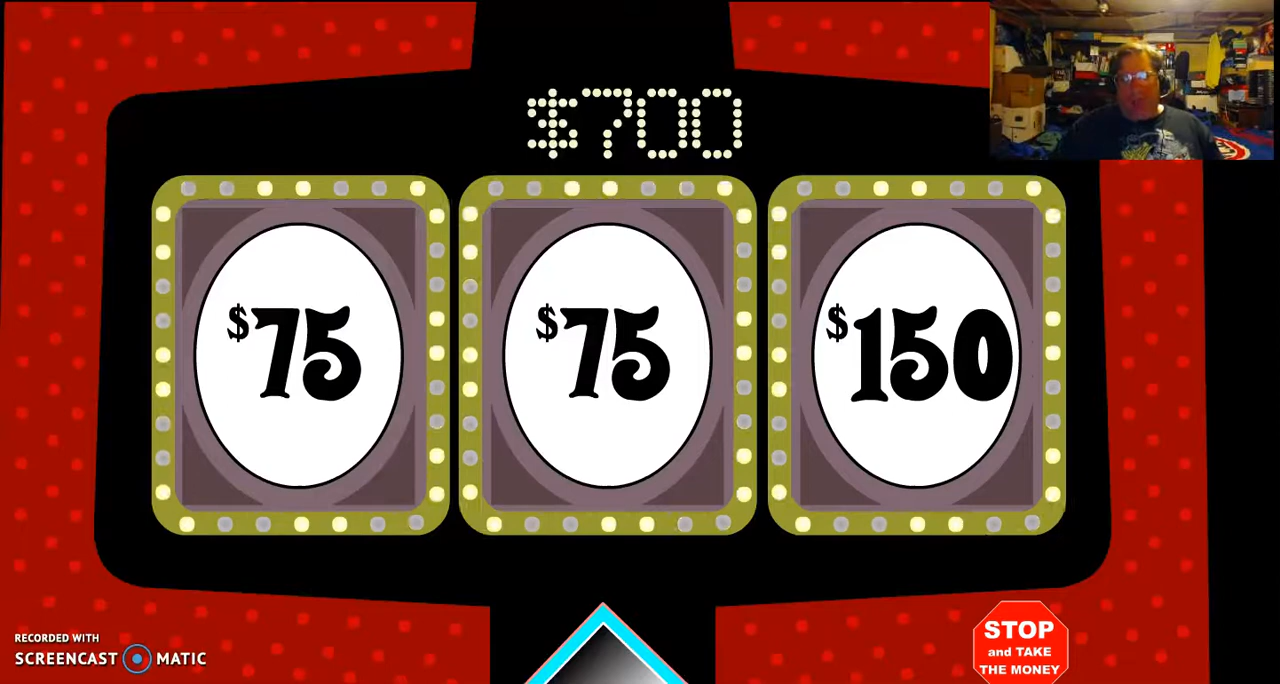 $700
$75
$75
$150
STOP
and TAKE
THE MONEY
RECORDED WITH
SCREENCAST MATIC